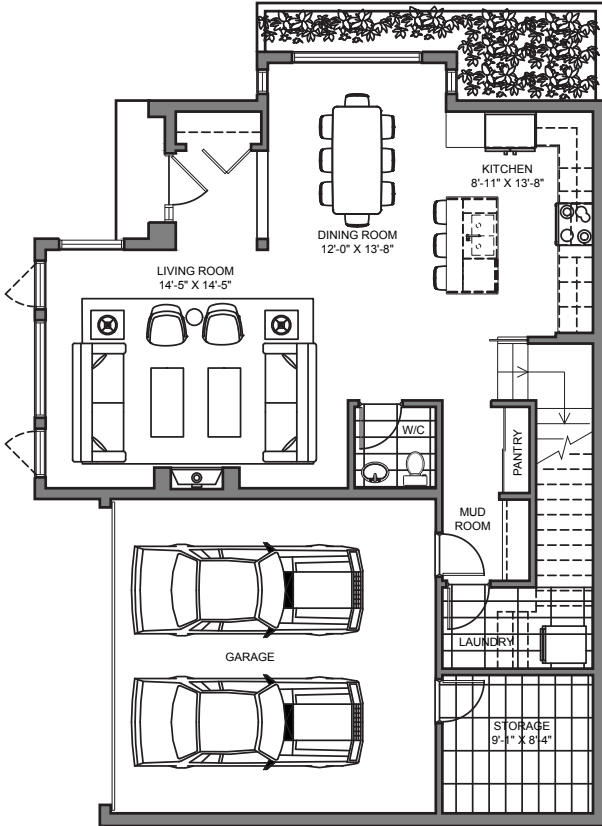 KITCHEN
8'-11" X 13'-8"
DINING ROOM
12'-0" X 13'-8"
LIVING ROOM
14'-5" X 14'-5"
W/C
PANTRY
MUD
ROOM
LAUNDRY
GARAGE
STORAGE
9'-1" X 8'-4"